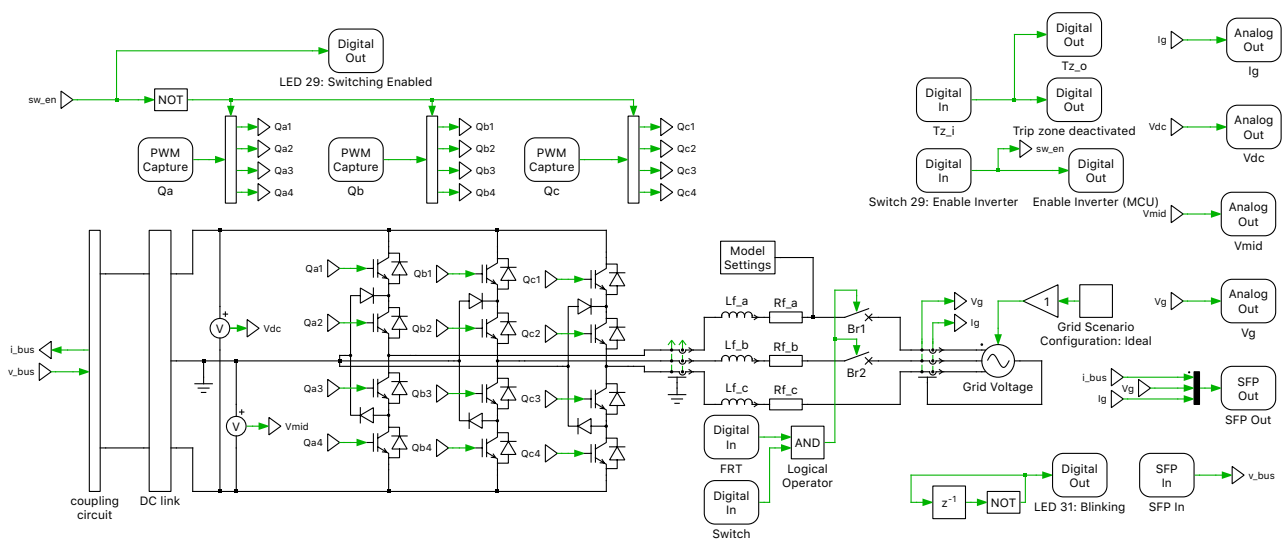 Digital
Out
LED 29: Switching Enabled
sw_en
NOT
PWM
Capture
Qa
Qa1
Qa2
Qa3
Qa4
PWM
Capture
Qb
Qb1
Qb2
Qb3
Qb4
PWM
Capture
Qc
Qc1
Qc2
Qc3
Qc4
Digital
Out
Tz_o
Digital
In
Tz_i
Digital
Out
Trip zone deactivated
sw_en
Digital
In
Switch 29: Enable Inverter
Digital
Out
Enable Inverter (MCU)
Ig
Analog
Out
Ig
Vdc
Analog
Out
Vdc
Vmid
Analog
Out
Vmid
Vg
Analog
Out
Vg
i_bus
v_bus
coupling
circuit
DC link
+
V
Vdc
+
V
Vmid
Qa1
Qa2
Qa3
Qa4
Qb1
Qb2
Qb3
Qb4
Qc1
Qc2
Qc3
Qc4
Model
Settings
Lf_a
Rf_a
Br1
Lf_b
Rf_b
Br2
Lf_c
Rf_c
Vg
Ig
1
Grid Scenario
Configuration: Ideal
Grid Voltage
Digital
In
FRT
AND
Logical
Operator
Digital
In
Switch
i_bus
Vg
Ig
SFP
Out
SFP Out
z⁻¹
NOT
Digital
Out
LED 31: Blinking
SFP
In
SFP In
v_bus